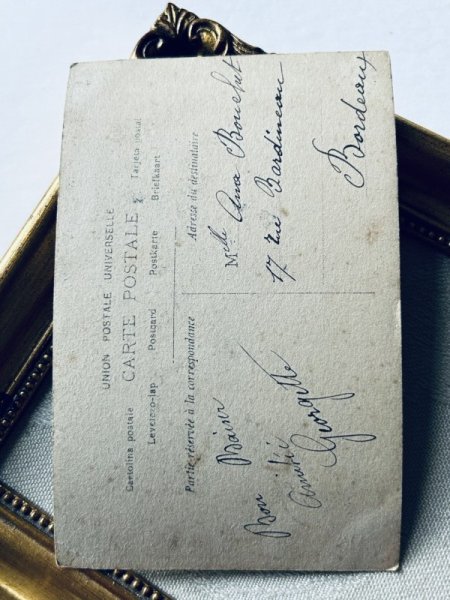 UNION POSTALE UNIVERSELLE
CARTE POSTALE
Cartolina postale Tarjeta postal
Levelező-lap Postcard Postkarte Briefkaart
Partie réservée à la correspondance
Adresse du destinataire
Bon Baiser
Amitié
Georgette
Melle Ana Bouchut
17 rue Bardineau
Bordeaux